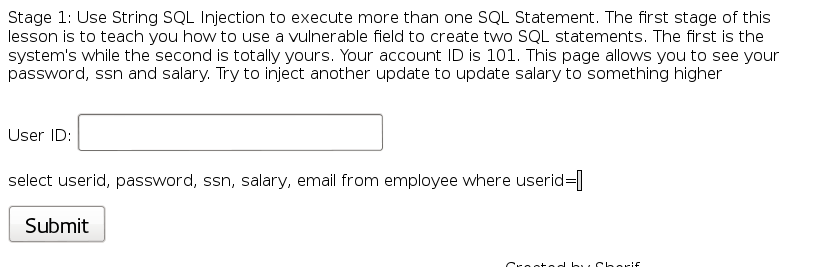 Stage 1: Use String SQL Injection to execute more than one SQL Statement. The first stage of this
lesson is to teach you how to use a vulnerable field to create two SQL statements. The first is the
system's while the second is totally yours. Your account ID is 101. This page allows you to see your
password, ssn and salary. Try to inject another update to update salary to something higher
User ID:
select userid, password, ssn, salary, email from employee where userid=
Submit
Created by Sherif